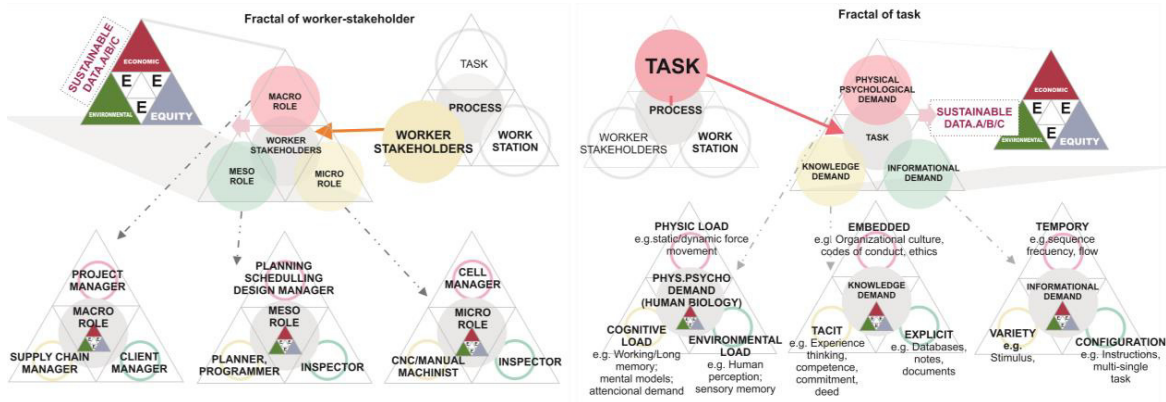 Fractal of worker-stakeholder
SUSTAINABLE
DATA.A/B/C
ECONOMIC
E E
E
ENVIRONMENTAL
EQUITY
MACRO
ROLE
WORKER
STAKEHOLDERS
MESO
ROLE
MICRO
ROLE
TASK
PROCESS
WORKER
STAKEHOLDERS
WORK
STATION
PROJECT
MANAGER
MACRO
ROLE
SUPPLY CHAIN
MANAGER
CLIENT
MANAGER
PLANNING
SCHEDULLING
DESIGN MANAGER
MESO
ROLE
PLANNER,
PROGRAMMER
INSPECTOR
CELL
MANAGER
MICRO
ROLE
CNC/MANUAL
MACHINIST
INSPECTOR
Fractal of task
TASK
PROCESS
WORKER
STAKEHOLDERS
WORK
STATION
PHYSICAL
PSYCHOLOGICAL
DEMAND
TASK
KNOWLEDGE
DEMAND
INFORMATIONAL
DEMAND
SUSTAINABLE
DATA.A/B/C
ECONOMIC
E E
E
ENVIRONMENTAL
EQUITY
PHYSIC LOAD
e.g.static/dynamic force
movement
PHYS.PSYCHO
DEMAND
(HUMAN BIOLOGY)
COGNITIVE
LOAD
e.g. Working/Long
memory;
mental models;
attencional demand
ENVIRONMENTAL
LOAD
e.g. Human
perception;
sensory memory
EMBEDDED
e.g. Organizational culture,
codes of conduct, ethics
KNOWLEDGE
DEMAND
TACIT
e.g. Experience
thinking,
competence,
commitment,
deed
EXPLICIT
e.g. Databases,
notes,
documents
TEMPORY
e.g.sequence
frecuency, flow
INFORMATIONAL
DEMAND
VARIETY
e.g.
Stimulus,
CONFIGURATION
e.g. Instructions,
multi-single
task